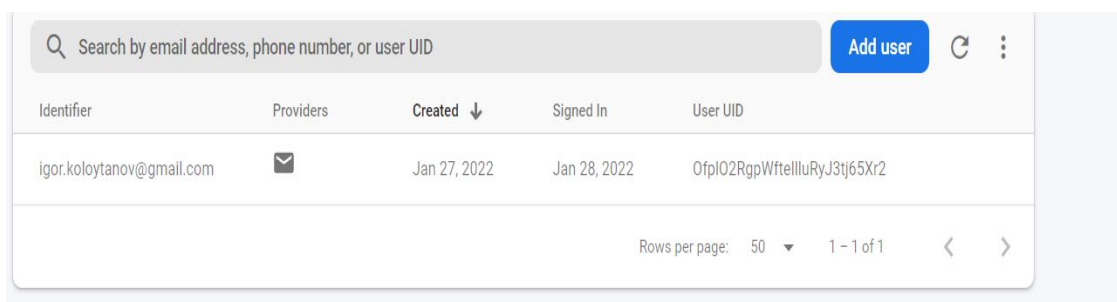 Search by email address, phone number, or user UID
Add user
Identifier Providers Created Signed In User UID
igor.koloytanov@gmail.com Jan 27, 2022 Jan 28, 2022 OfplO2RgpWftellluRyJ3tj65Xr2
Rows per page: 50 1 – 1 of 1